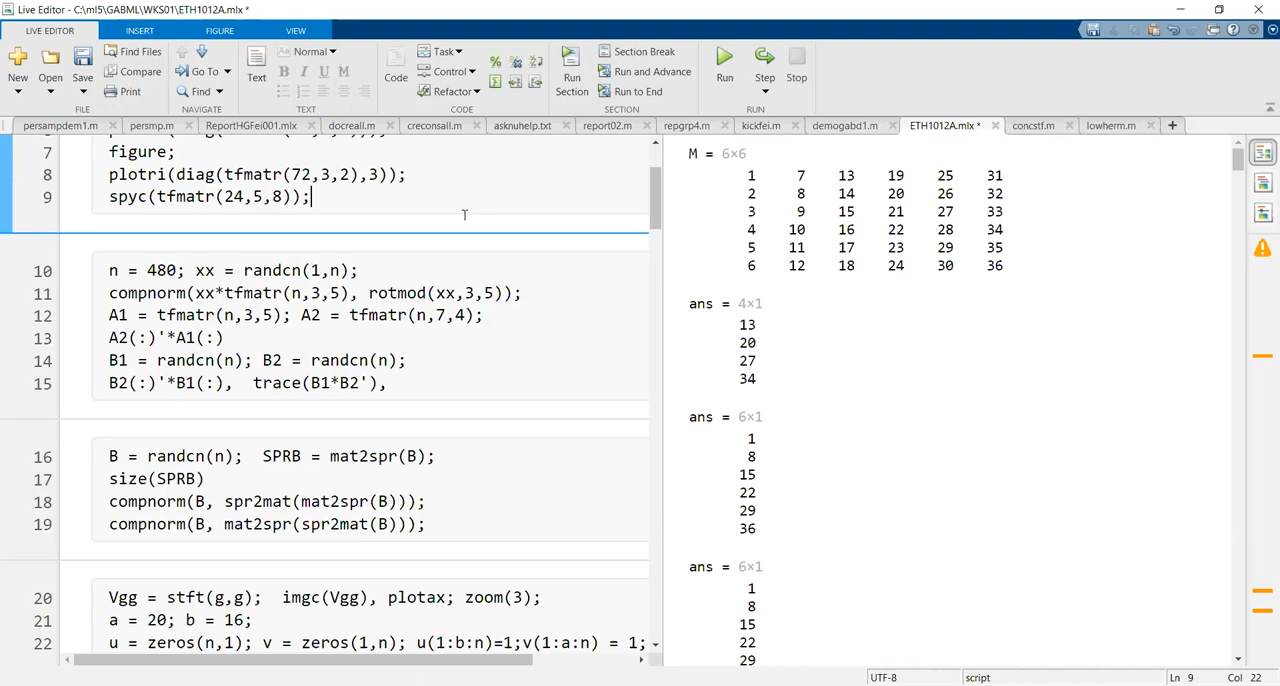 Live Editor - C:\ml5\GABML\WKS01\ETH1012A.mlx *
LIVE EDITOR INSERT FIGURE VIEW
New Open Save
Find Files
Compare
Print
FILE
Go To
Find
NAVIGATE
Text
Aa Normal
B I U M
TEXT
Code
Task
Control
Refactor
CODE
Run Section
Section Break
Run and Advance
Run to End
SECTION
Run Step Stop
RUN
persampdem1.m persmp.m ReportHGFei001.mlx docreall.m creconsall.m asknuhelp.txt report02.m repgrp4.m kickfei.m demogabd1.m ETH1012A.mlx * concstf.m lowherm.m
7 figure;
8 plotri(diag(tfmatr(72,3,2),3));
9 spyc(tfmatr(24,5,8));
10 n = 480; xx = randcn(1,n);
11 compnorm(xx*tfmatr(n,3,5), rotmod(xx,3,5));
12 A1 = tfmatr(n,3,5); A2 = tfmatr(n,7,4);
13 A2(:)'*A1(:)
14 B1 = randcn(n); B2 = randcn(n);
15 B2(:)'*B1(:), trace(B1*B2'),
16 B = randcn(n); SPRB = mat2spr(B);
17 size(SPRB)
18 compnorm(B, spr2mat(mat2spr(B)));
19 compnorm(B, mat2spr(spr2mat(B)));
20 Vgg = stft(g,g); imgc(Vgg), plotax; zoom(3);
21 a = 20; b = 16;
22 u = zeros(n,1); v = zeros(1,n); u(1:b:n)=1;v(1:a:n) = 1;
M = 6×6
1 7 13 19 25 31
2 8 14 20 26 32
3 9 15 21 27 33
4 10 16 22 28 34
5 11 17 23 29 35
6 12 18 24 30 36
ans = 4×1
13
20
27
34
ans = 6×1
1
8
15
22
29
36
ans = 6×1
1
8
15
22
29
UTF-8 script Ln 9 Col 22